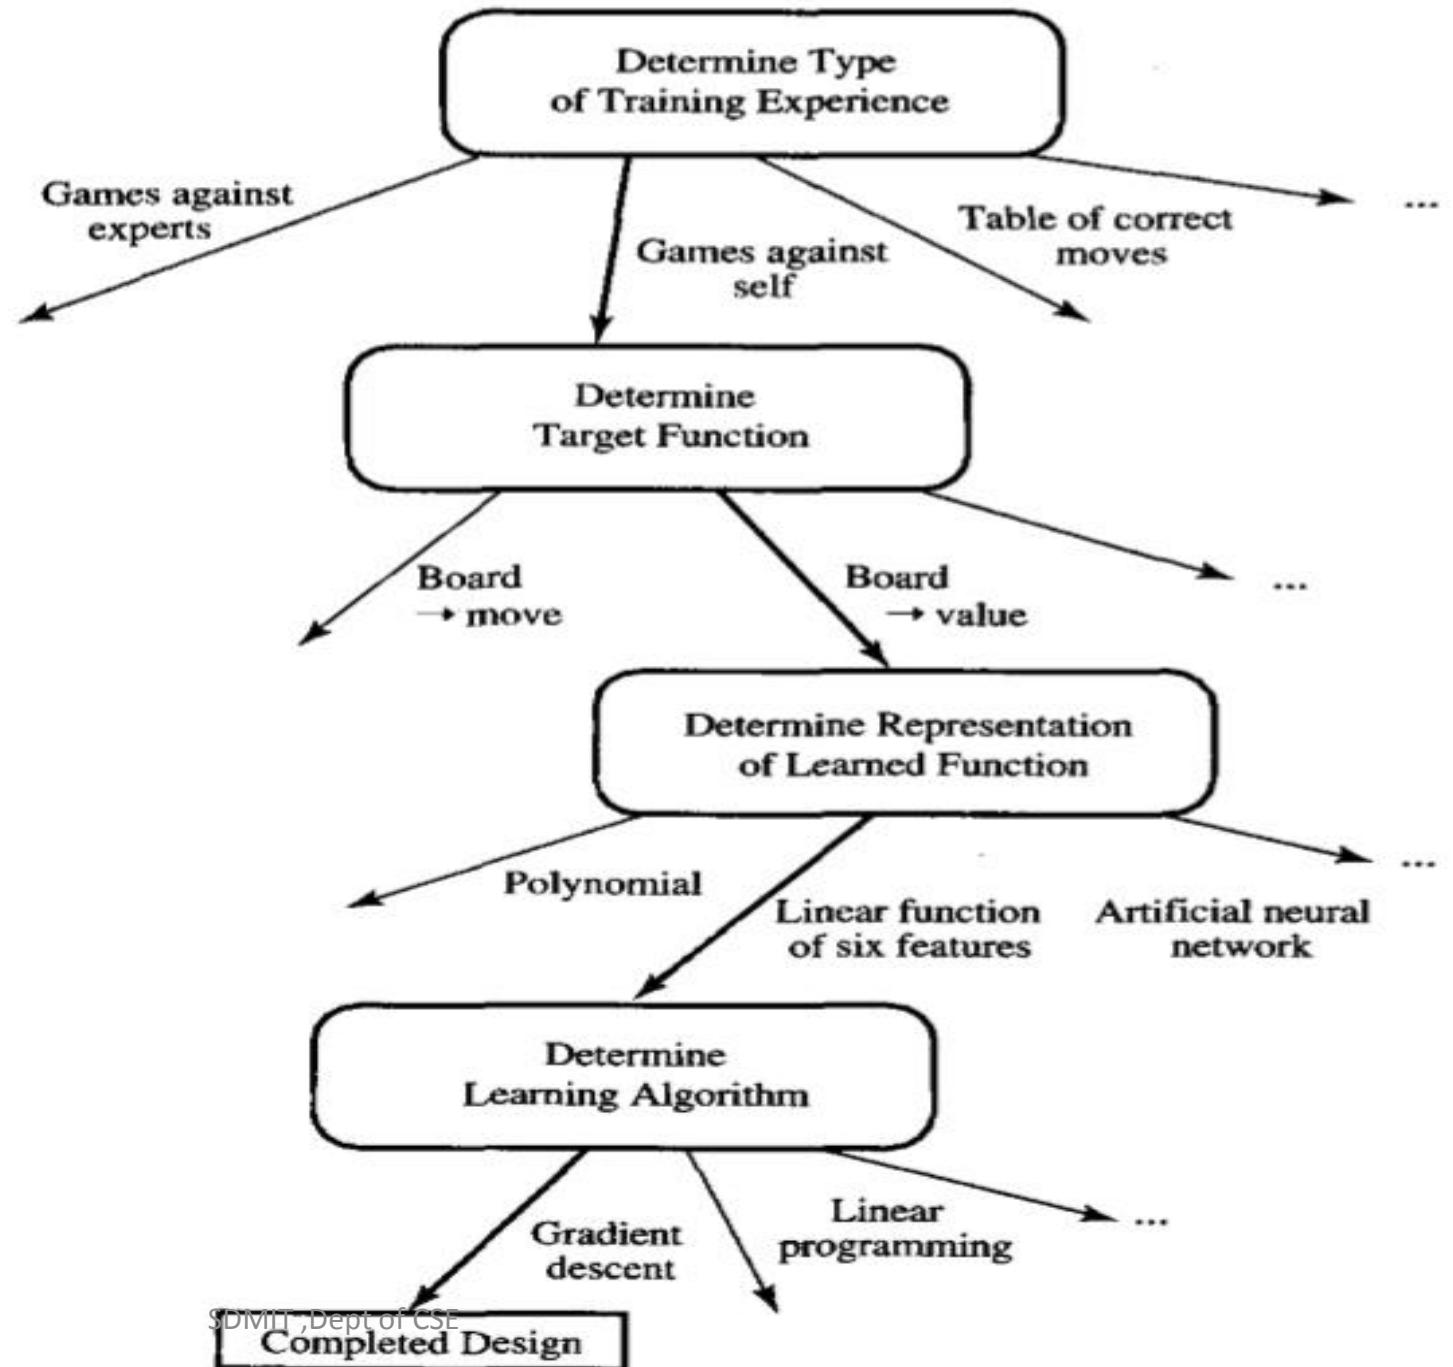 Determine Type
of Training Experience
Games against
experts
Games against
self
Table of correct
moves
...
Determine
Target Function
Board
→ move
Board
→ value
...
Determine Representation
of Learned Function
Polynomial
Linear function
of six features
Artificial neural
network
...
Determine
Learning Algorithm
Gradient
descent
Linear
programming
...
SDMIT ;Dept of CSE
Completed Design